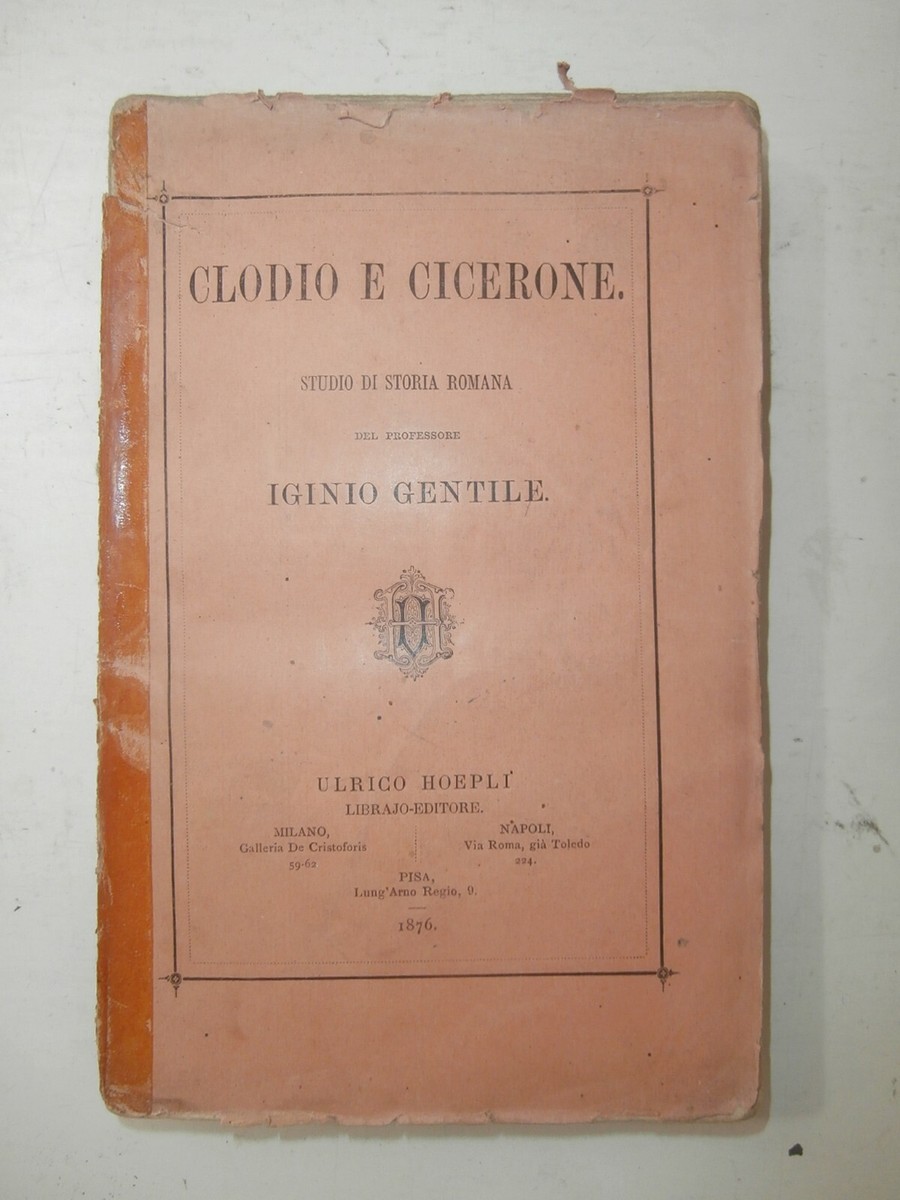 CLODIO E CICERONE.
STUDIO DI STORIA ROMANA
DEL PROFESSORE
IGINIO GENTILE.
ULRICO HOEPLI
LIBRAJO-EDITORE.
MILANO,
Galleria De Cristoforis
59-62
NAPOLI,
Via Roma, già Toledo
224.
PISA,
Lung'Arno Regio, 9.
1876.